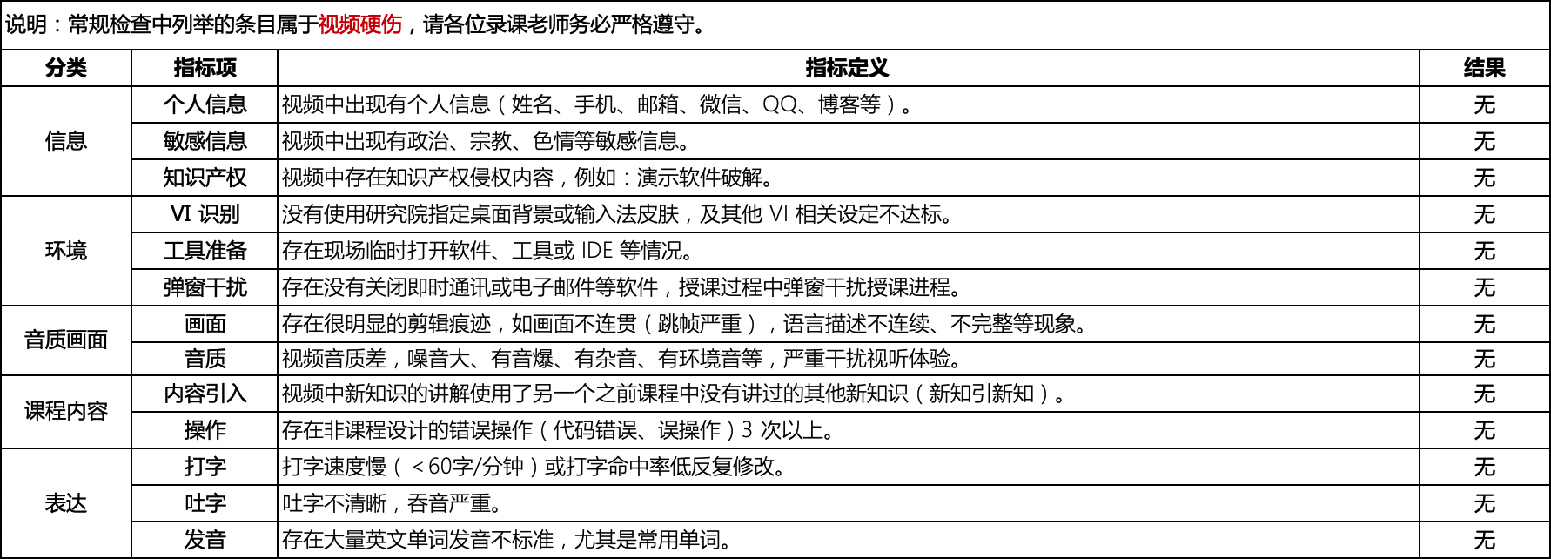 说明：常规检查中列举的条目属于视频硬伤，请各位录课老师务必严格遵守。
分类 指标项 指标定义 结果
信息 个人信息 视频中出现有个人信息（姓名、手机、邮箱、微信、QQ、博客等）。 无
敏感信息 视频中出现有政治、宗教、色情等敏感信息。 无
知识产权 视频中存在知识产权侵权内容，例如：演示软件破解。 无
环境 VI 识别 没有使用研究院指定桌面背景或输入法皮肤，及其他 VI 相关设定不达标。 无
工具准备 存在现场临时打开软件、工具或 IDE 等情况。 无
弹窗干扰 存在没有关闭即时通讯或电子邮件等软件，授课过程中弹窗干扰授课进程。 无
音质画面 画面 存在很明显的剪辑痕迹，如画面不连贯（跳帧严重），语言描述不连续、不完整等现象。 无
音质 视频音质差，噪音大、有音爆、有杂音、有环境音等，严重干扰视听体验。 无
课程内容 内容引入 视频中新知识的讲解使用了另一个之前课程中没有讲过的其他新知识（新知引新知）。 无
操作 存在非课程设计的错误操作（代码错误、误操作）3 次以上。 无
表达 打字 打字速度慢（＜60字/分钟）或打字命中率低反复修改。 无
吐字 吐字不清晰，吞音严重。 无
发音 存在大量英文单词发音不标准，尤其是常用单词。 无